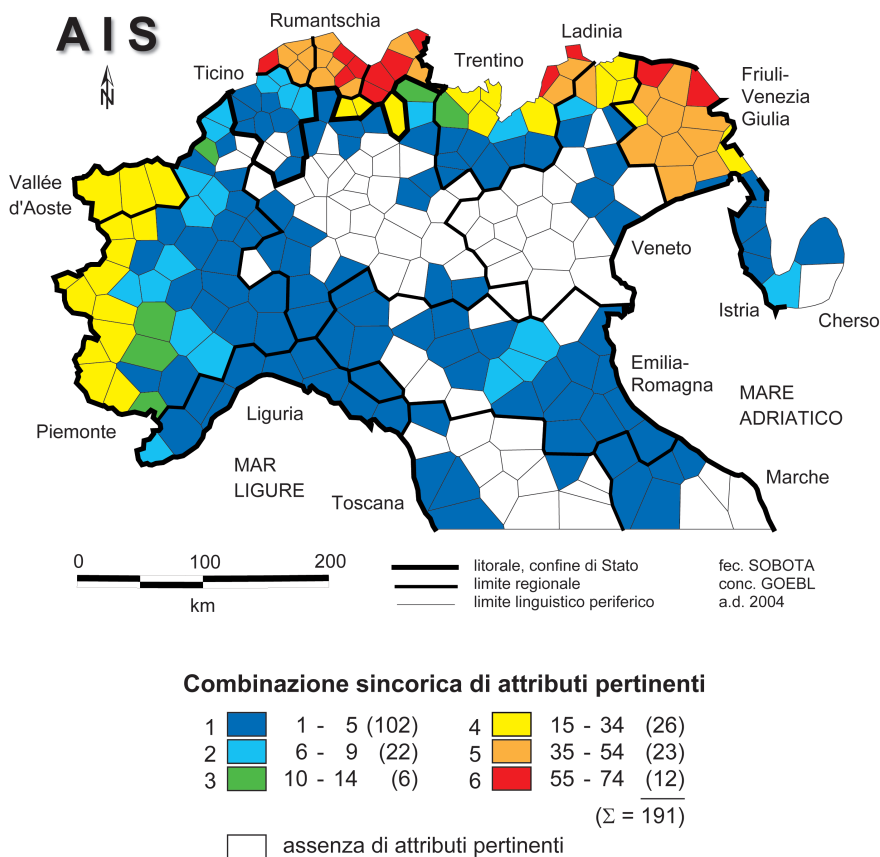 AIS
N
Rumantschia
Ladinia
Trentino
Ticino
Friuli-
Venezia
Giulia
Vallée
d'Aoste
Veneto
Istria
Cherso
Emilia-
Romagna
MARE
ADRIATICO
Liguria
Piemonte
MAR
LIGURE
Marche
Toscana
0 100 200
km
litorale, confine di Stato fec. SOBOTA
limite regionale conc. GOEBL
limite linguistico periferico a.d. 2004
Combinazione sincorica di attributi pertinenti
1 1 - 5 (102) 4 15 - 34 (26)
2 6 - 9 (22) 5 35 - 54 (23)
3 10 - 14 (6) 6 55 - 74 (12)
(Σ = 191)
assenza di attributi pertinenti